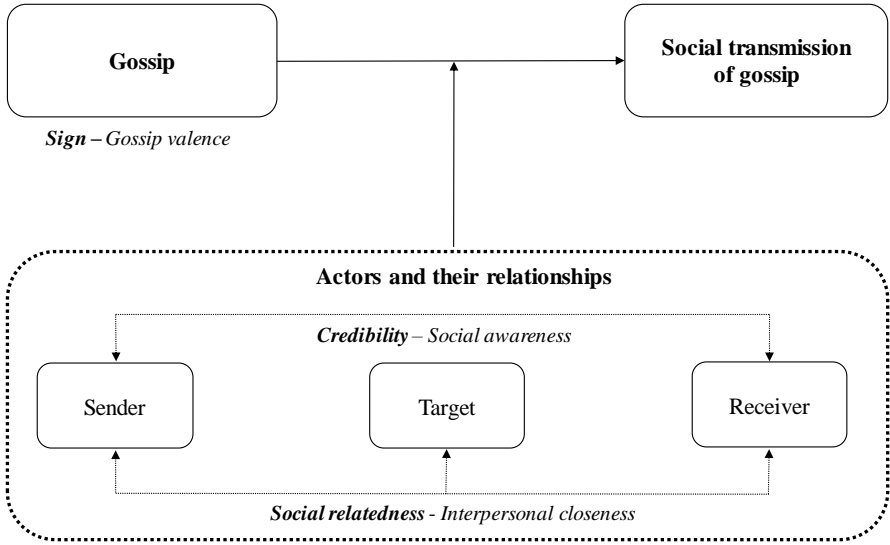 Gossip
Social transmission
of gossip
Sign – Gossip valence
Actors and their relationships
Credibility – Social awareness
Sender
Target
Receiver
Social relatedness - Interpersonal closeness